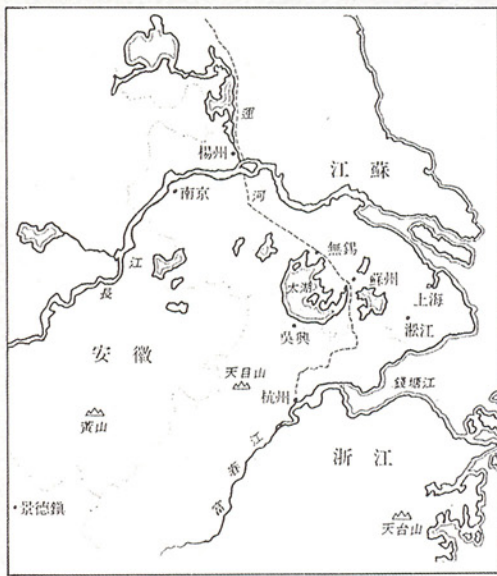 運河
楊州
江蘇
南京
無錫
蘇州
太湖
上海
長江
淞江
吳興
安徽
天目山
杭州
錢塘江
黃山
富春江
浙江
景德鎮
天台山